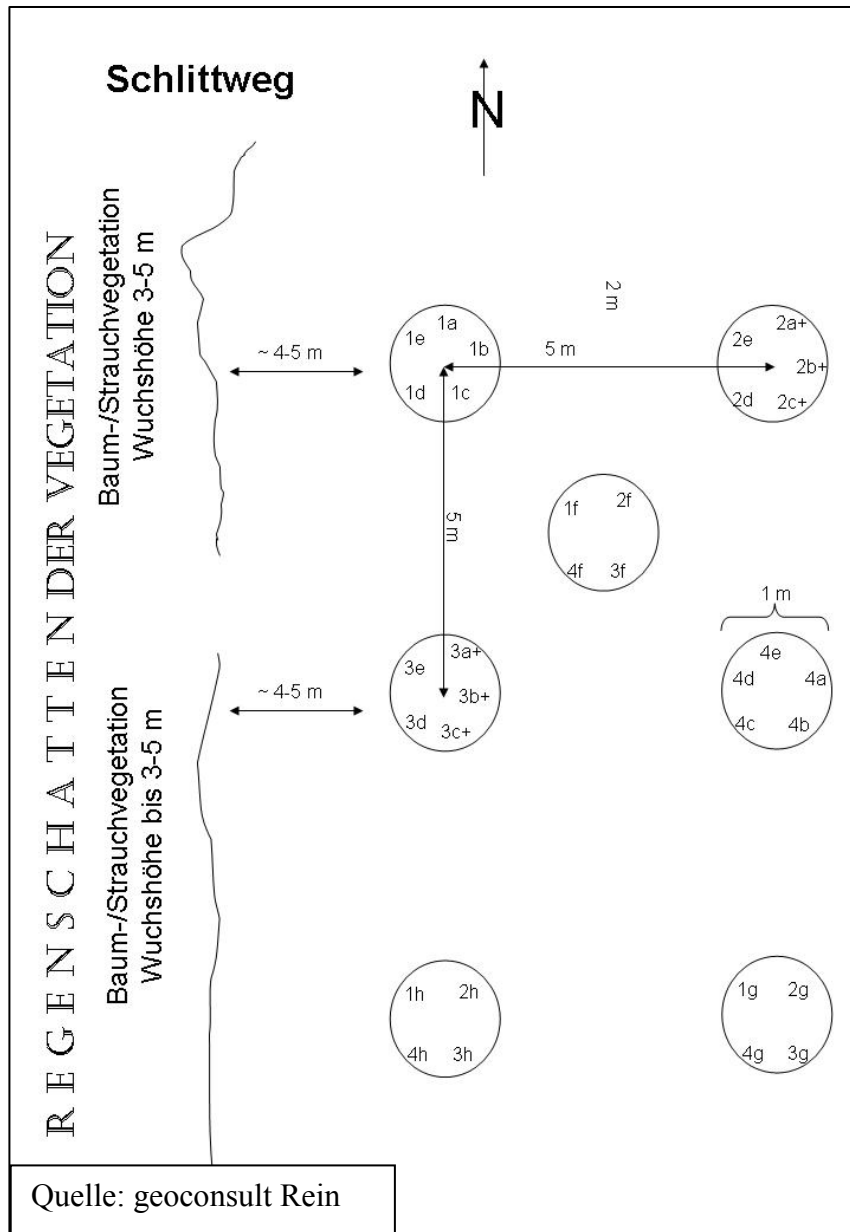 Schlittweg
N
REGENSCHATTEN DER VEGETATION
Baum-/Strauchvegetation
Wuchshöhe 3-5 m
~ 4-5 m
1a
1e
1b
1d
1c
5 m
2 m
2a+
2e
2b+
2d
2c+
5 m
1f
2f
4f
3f
1 m
Baum-/Strauchvegetation
Wuchshöhe bis 3-5 m
~ 4-5 m
3a+
3e
3b+
3d
3c+
4e
4d
4a
4c
4b
1h
2h
4h
3h
1g
2g
4g
3g
Quelle: geoconsult Rein